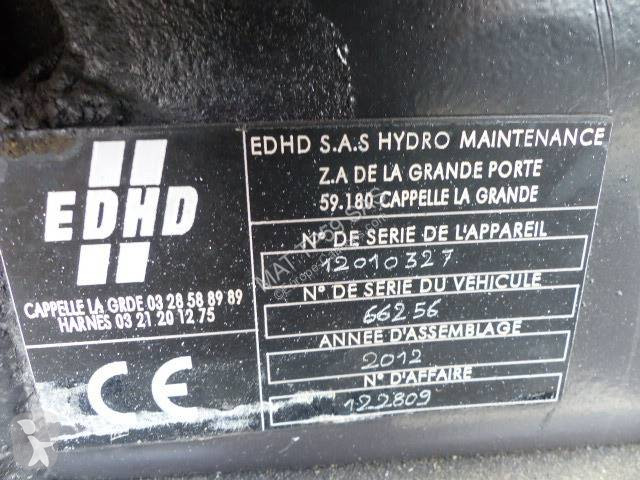 EDHD S.A.S HYDRO MAINTENANCE
Z.A DE LA GRANDE PORTE
59.180 CAPPELLE LA GRANDE
EDHD
CAPPELLE LA GRDE 03 28 58 89 89
HARNES 03 21 20 12 75
N° DE SERIE DE L'APPAREIL
12010327
N° DE SERIE DU VÉHICULE
66256
ANNEE D'ASSEMBLAGE
2012
N° D'AFFAIRE
122809
CE